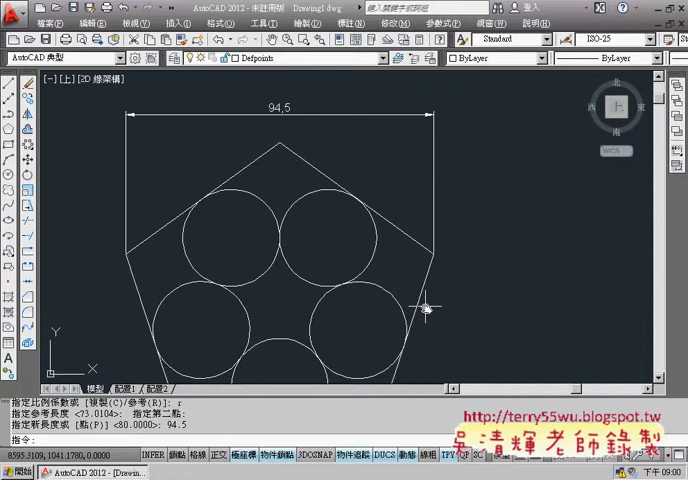 AutoCAD 2012 - 未註冊版 Drawing1.dwg
鍵入關鍵字或片語
登入
檔案(F) 編輯(E) 檢視(V) 插入(I) 格式(O) 工具(T) 繪製(D) 標註(N) 修改(M) 參數式(P) 視窗(W) 說明(H)
Standard ISO-25
AutoCAD 典型 Defpoints ByLayer ByLayer
[-] [上] [2D 線架構]
94,5
北
西 上 東
南
WCS
Y
X
模型 配置1 配置2
指定比例係數或 [複製(C)/參考(R)]: r
指定參考長度 <73.0104>: 指定第二點:
指定新長度或 [點(P)] <80.0000>: 94.5
指令:
http://terry55wu.blogspot.tw
吳清輝老師錄製
8595.3109, 1041.1780, 0.0000 INFER 鎖點 格線 正交 極座標 物件鎖點 3DOSNAP 物件追蹤 DUCS 動態 線粗 TPY QP SC
開始 AutoCAD 2012 - [Drawin... 下午 09:00